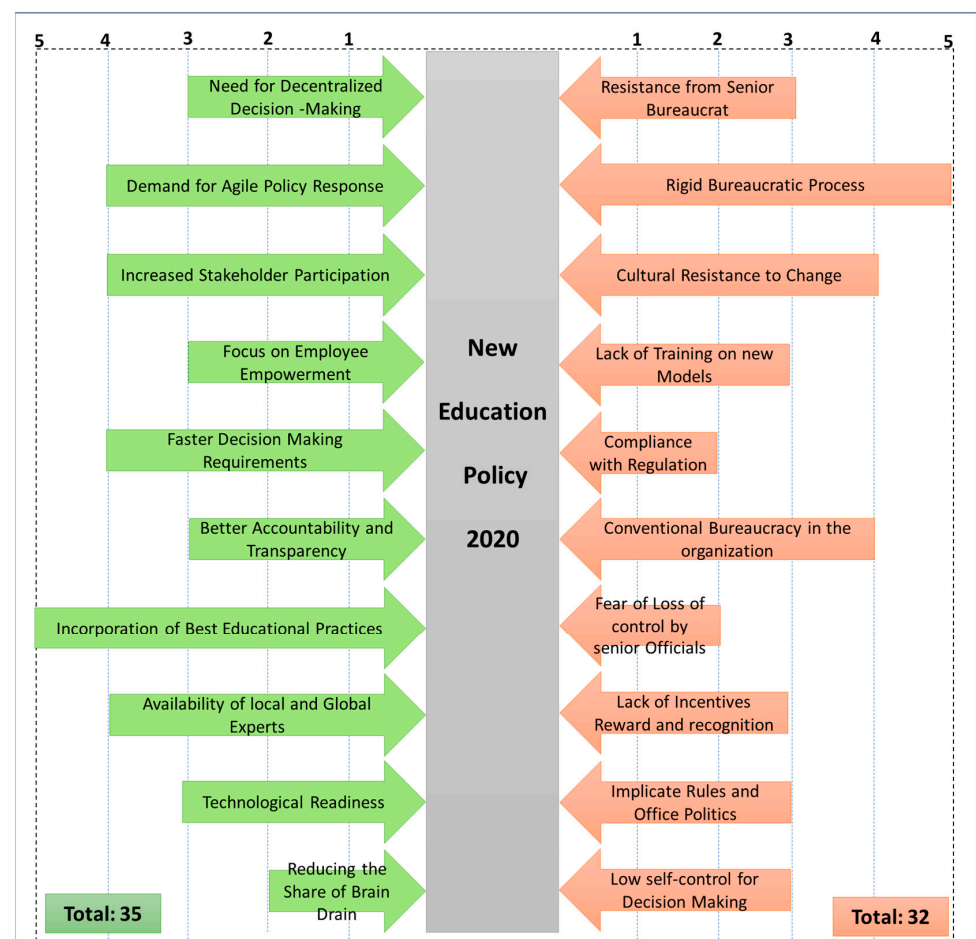 5 4 3 2 1 1 2 3 4 5
Need for Decentralized
Decision -Making
Resistance from Senior
Bureaucrat
Demand for Agile Policy Response
Rigid Bureaucratic Process
Increased Stakeholder Participation
Cultural Resistance to Change
Focus on Employee
Empowerment
Lack of Training on new
Models
Faster Decision Making
Requirements
Compliance
with Regulation
Better Accountability and
Transparency
Conventional Bureaucracy in the
organization
Incorporation of Best Educational Practices
Fear of Loss of
control by
senior Officials
Availability of local and Global
Experts
Lack of Incentives
Reward and recognition
Technological Readiness
Implicate Rules and
Office Politics
Reducing the
Share of Brain
Drain
Low self-control for
Decision Making
New
Education
Policy
2020
Total: 35
Total: 32